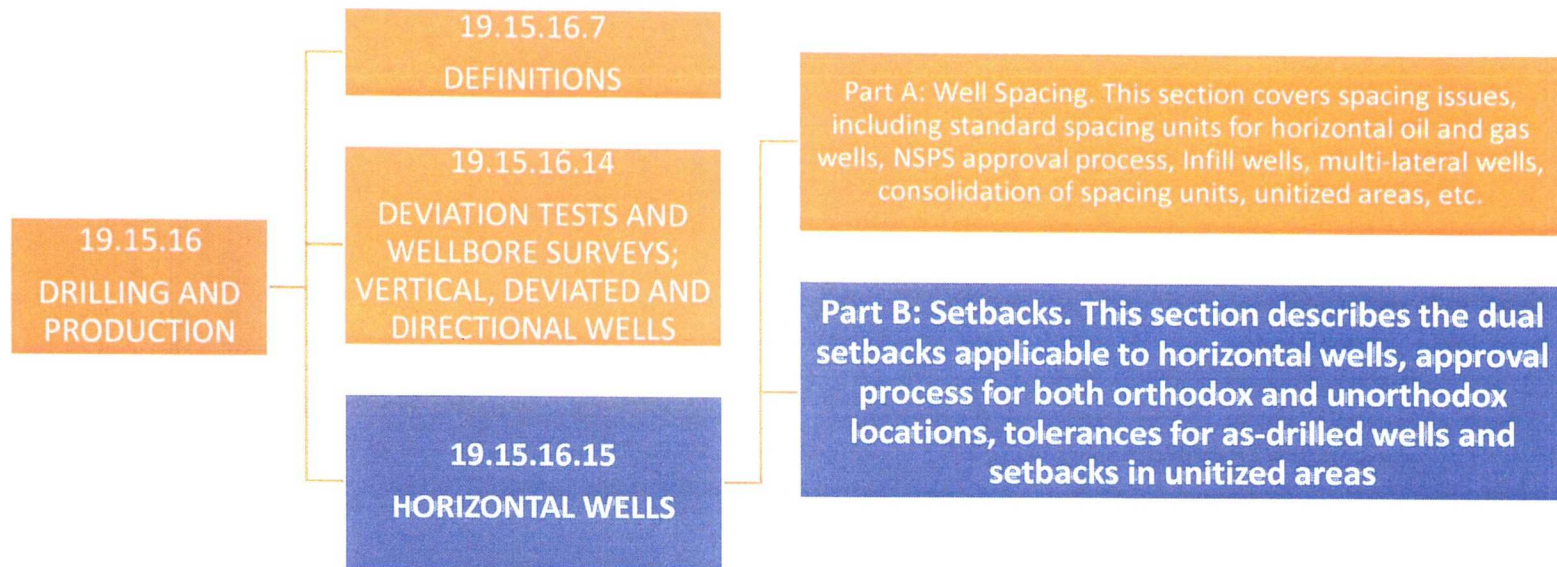 19.15.16
DRILLING AND
PRODUCTION
19.15.16.7
DEFINITIONS
19.15.16.14
DEVIATION TESTS AND
WELLBORE SURVEYS;
VERTICAL, DEVIATED AND
DIRECTIONAL WELLS
19.15.16.15
HORIZONTAL WELLS
Part A: Well Spacing. This section covers spacing issues,
including standard spacing units for horizontal oil and gas
wells, NSPS approval process, Infill wells, multi-lateral wells,
consolidation of spacing units, unitized areas, etc.
Part B: Setbacks. This section describes the dual
setbacks applicable to horizontal wells, approval
process for both orthodox and unorthodox
locations, tolerances for as-drilled wells and
setbacks in unitized areas